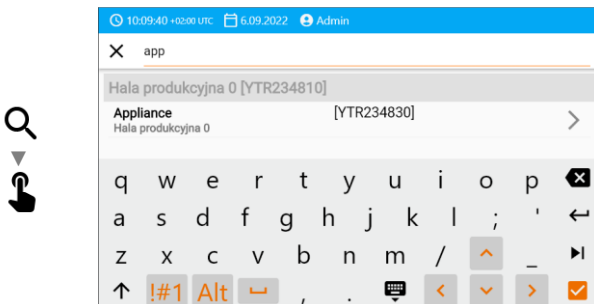 10:09:40 +02:00 UTC 6.09.2022 Admin
app
Hala produkcyjna 0 [YTR234810]
Appliance [YTR234830]
Hala produkcyjna 0
q w e r t y u i o p
a s d f g h j k l ; '
z x c v b n m / _
!#1 Alt , .